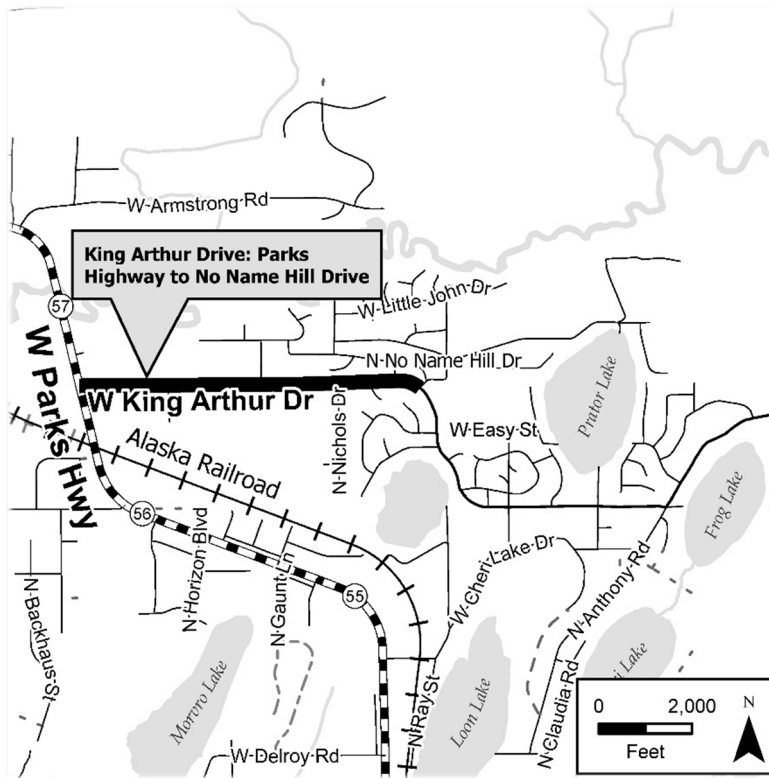 W Armstrong Rd
King Arthur Drive: Parks
Highway to No Name Hill Drive
57
W Little John Dr
N No Name Hill Dr
W Parks Hwy
W King Arthur Dr
Prator Lake
N Nichols Dr
W Easy St
Alaska Railroad
Frog Lake
56
N Horizon Blvd
N Gaunt Ln
W Cheri Lake Dr
55
N Anthony Rd
N Backhaus St
Morvro Lake
N Ray St
Loon Lake
N Claudia Rd
Lake
W Delroy Rd
0 2,000
Feet
N